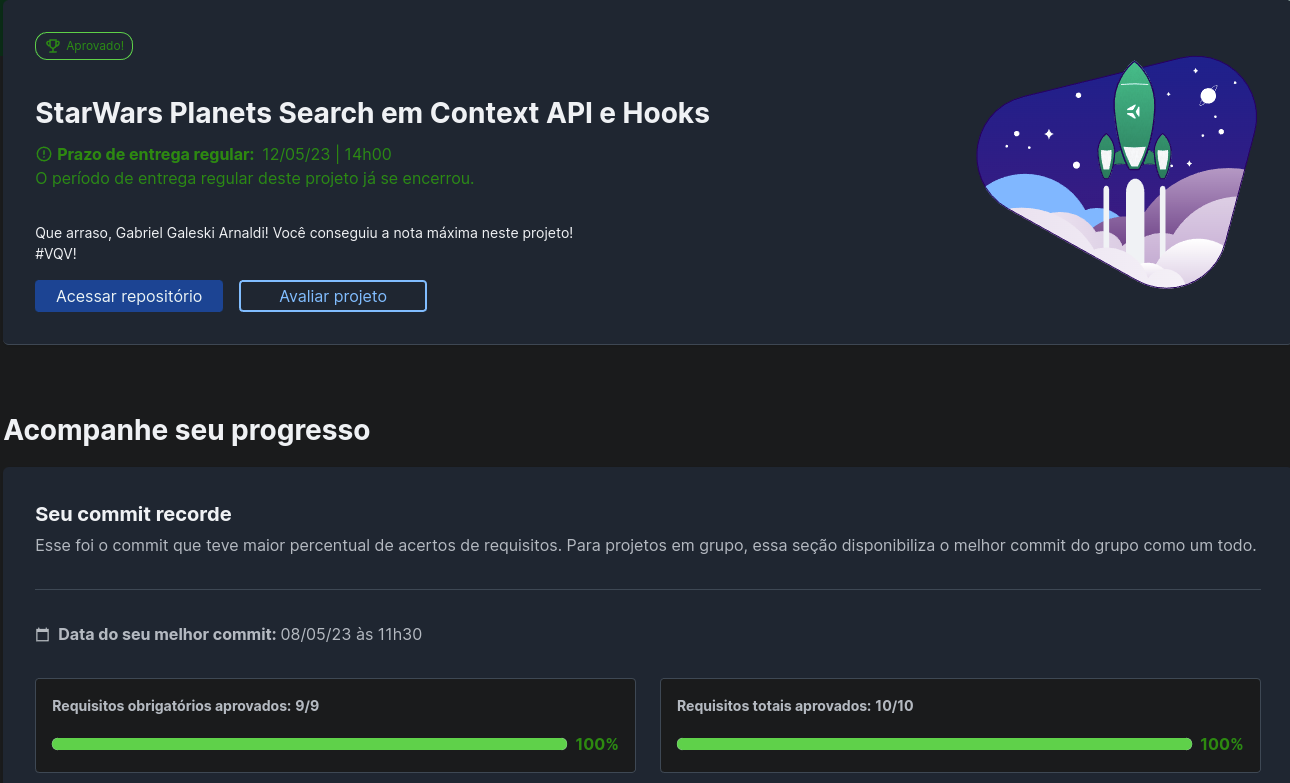 Aprovado!
StarWars Planets Search em Context API e Hooks
Prazo de entrega regular: 12/05/23 | 14h00
O período de entrega regular deste projeto já se encerrou.
Que arraso, Gabriel Galeski Arnaldi! Você conseguiu a nota máxima neste projeto!
#VQV!
Acessar repositório
Avaliar projeto
Acompanhe seu progresso
Seu commit recorde
Esse foi o commit que teve maior percentual de acertos de requisitos. Para projetos em grupo, essa seção disponibiliza o melhor commit do grupo como um todo.
Data do seu melhor commit: 08/05/23 às 11h30
Requisitos obrigatórios aprovados: 9/9
100%
Requisitos totais aprovados: 10/10
100%